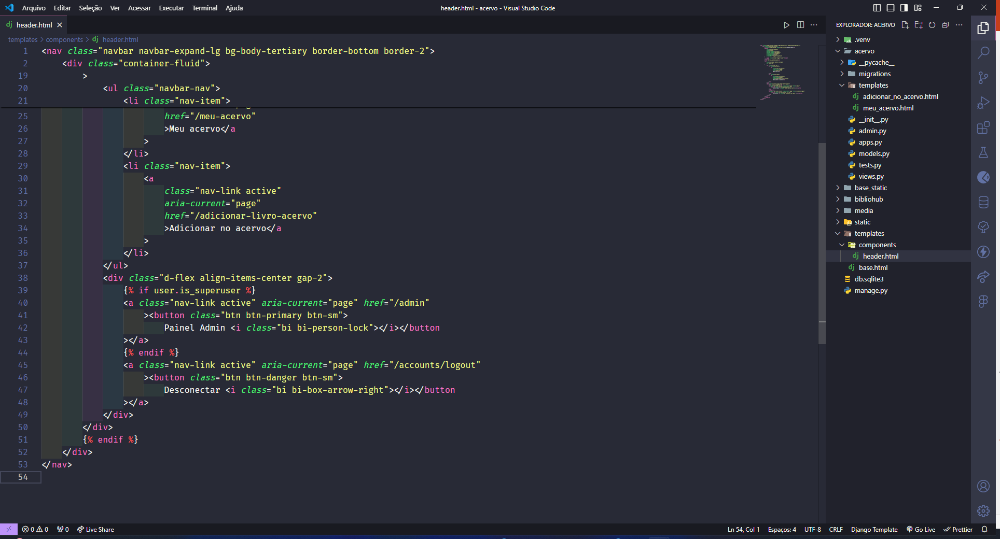 Arquivo Editar Seleção Ver Acessar Executar Terminal Ajuda
header.html - acervo - Visual Studio Code
header.html
templates > components > header.html
1 <nav class="navbar navbar-expand-lg bg-body-tertiary border-bottom border-2">
2 <div class="container-fluid">
19 >
20 <ul class="navbar-nav">
21 <li class="nav-item">
25 href="/meu-acervo"
26 >Meu acervo</a
27 >
28 </li>
29 <li class="nav-item">
30 <a
31 class="nav-link active"
32 aria-current="page"
33 href="/adicionar-livro-acervo"
34 >Adicionar no acervo</a
35 >
36 </li>
37 </ul>
38 <div class="d-flex align-items-center gap-2">
39 {% if user.is_superuser %}
40 <a class="nav-link active" aria-current="page" href="/admin"
41 ><button class="btn btn-primary btn-sm">
42 Painel Admin <i class="bi bi-person-lock"></i></button
43 ></a>
44 {% endif %}
45 <a class="nav-link active" aria-current="page" href="/accounts/logout"
46 ><button class="btn btn-danger btn-sm">
47 Desconectar <i class="bi bi-box-arrow-right"></i></button
48 ></a>
49 </div>
50 </div>
51 {% endif %}
52 </div>
53 </nav>
54
EXPLORADOR: ACERVO
.venv
acervo
__pycache__
migrations
templates
adicionar_no_acervo.html
meu_acervo.html
__init__.py
admin.py
apps.py
models.py
tests.py
views.py
base_static
bibliohub
media
static
templates
components
header.html
base.html
db.sqlite3
manage.py
0 0 0 Live Share
Ln 54, Col 1 Espaços: 4 UTF-8 CRLF Django Template Go Live Prettier